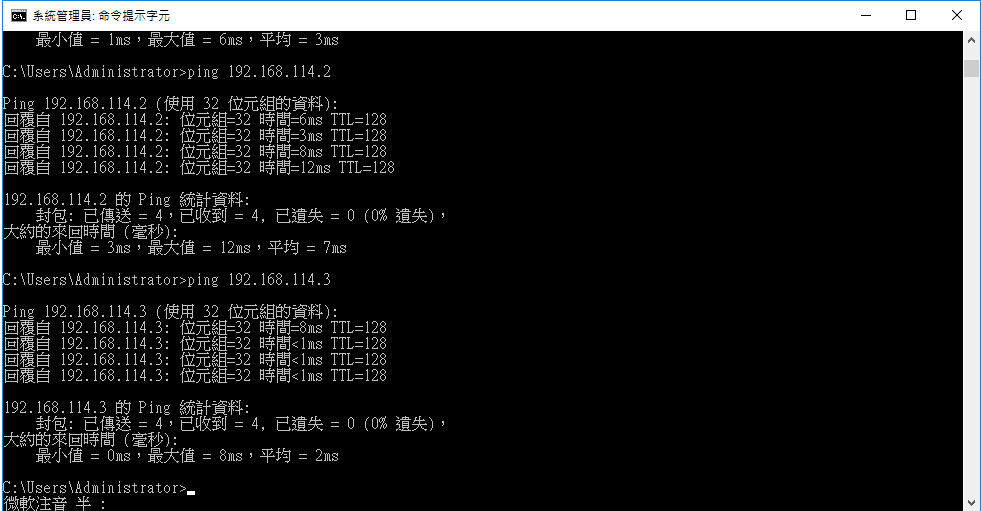 系統管理員: 命令提示字元
最小值 = 1ms，最大值 = 6ms，平均 = 3ms
C:\Users\Administrator>ping 192.168.114.2
Ping 192.168.114.2 (使用 32 位元組的資料):
回覆自 192.168.114.2: 位元組=32 時間=6ms TTL=128
回覆自 192.168.114.2: 位元組=32 時間=3ms TTL=128
回覆自 192.168.114.2: 位元組=32 時間=8ms TTL=128
回覆自 192.168.114.2: 位元組=32 時間=12ms TTL=128
192.168.114.2 的 Ping 統計資料:
封包: 已傳送 = 4，已收到 = 4, 已遺失 = 0 (0% 遺失)，
大約的來回時間 (毫秒):
最小值 = 3ms，最大值 = 12ms，平均 = 7ms
C:\Users\Administrator>ping 192.168.114.3
Ping 192.168.114.3 (使用 32 位元組的資料):
回覆自 192.168.114.3: 位元組=32 時間=8ms TTL=128
回覆自 192.168.114.3: 位元組=32 時間<1ms TTL=128
回覆自 192.168.114.3: 位元組=32 時間<1ms TTL=128
回覆自 192.168.114.3: 位元組=32 時間<1ms TTL=128
192.168.114.3 的 Ping 統計資料:
封包: 已傳送 = 4，已收到 = 4, 已遺失 = 0 (0% 遺失)，
大約的來回時間 (毫秒):
最小值 = 0ms，最大值 = 8ms，平均 = 2ms
C:\Users\Administrator>
微軟注音 半 :